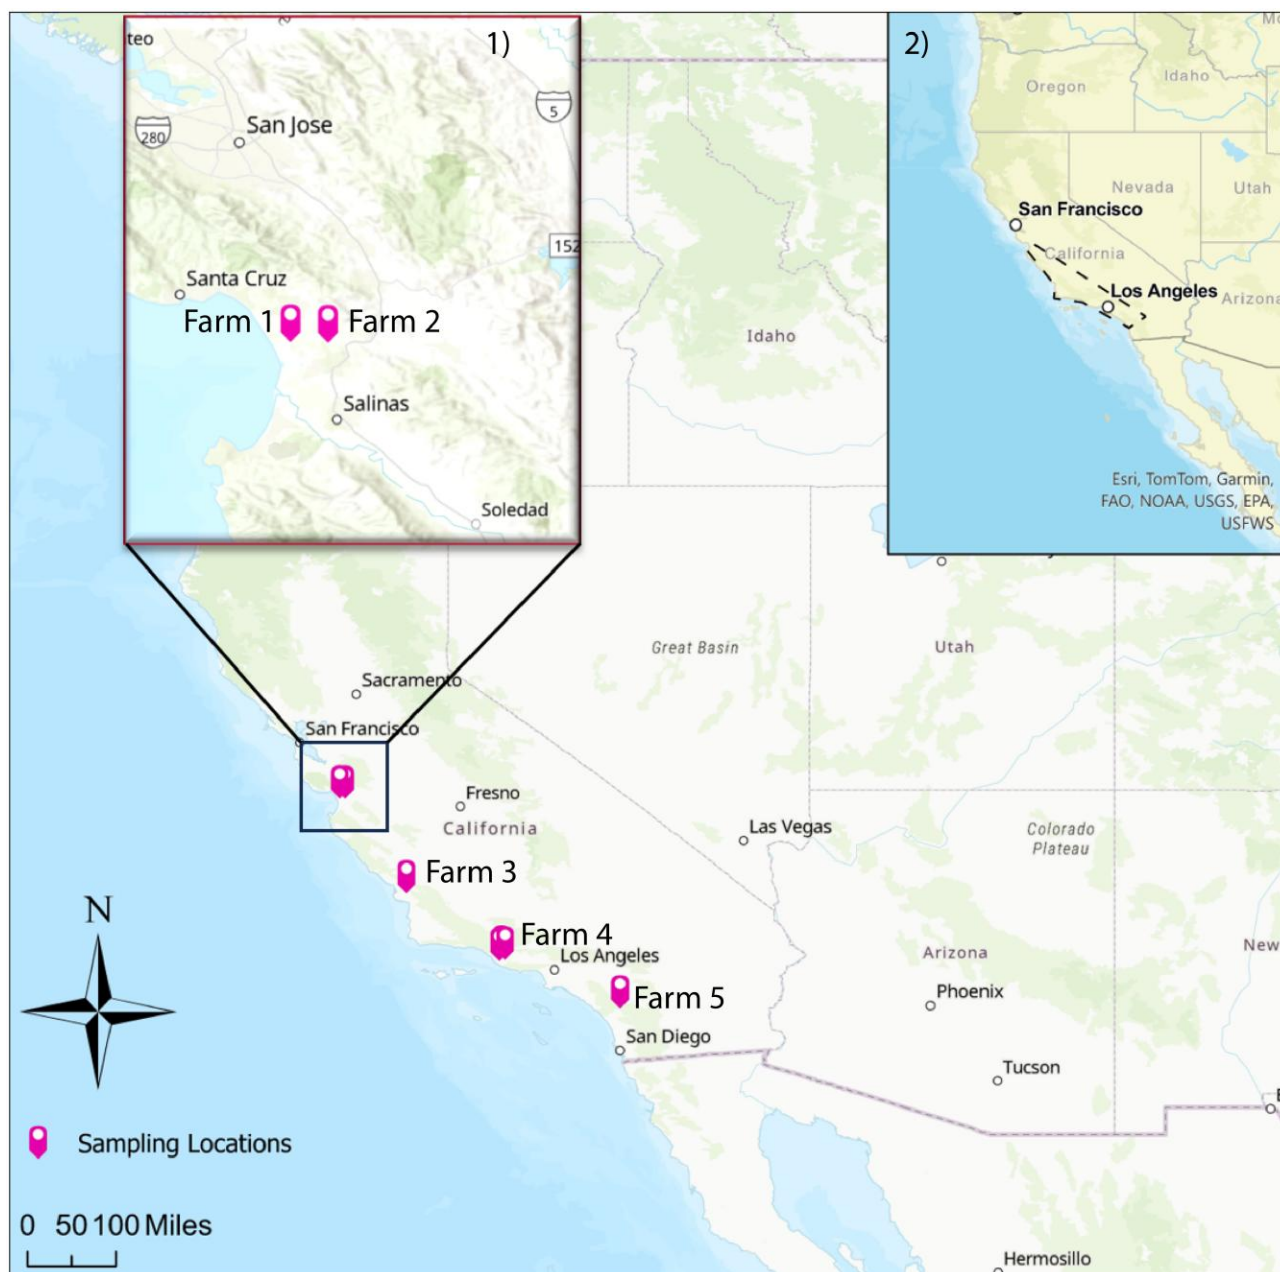 teo
1)
280
San Jose
5
152
Santa Cruz
Farm 1
Farm 2
Salinas
Soledad
2)
Oregon
Idaho
Nevada
Utah
San Francisco
California
Los Angeles
Arizona
Esri, TomTom, Garmin,
FAO, NOAA, USGS, EPA,
USFWS
Idaho
Great Basin
Utah
Sacramento
San Francisco
Fresno
California
Las Vegas
Colorado
Plateau
Farm 3
Farm 4
Los Angeles
Arizona
New
Farm 5
Phoenix
San Diego
Tucson
N
Sampling Locations
0 50 100 Miles
Hermosillo